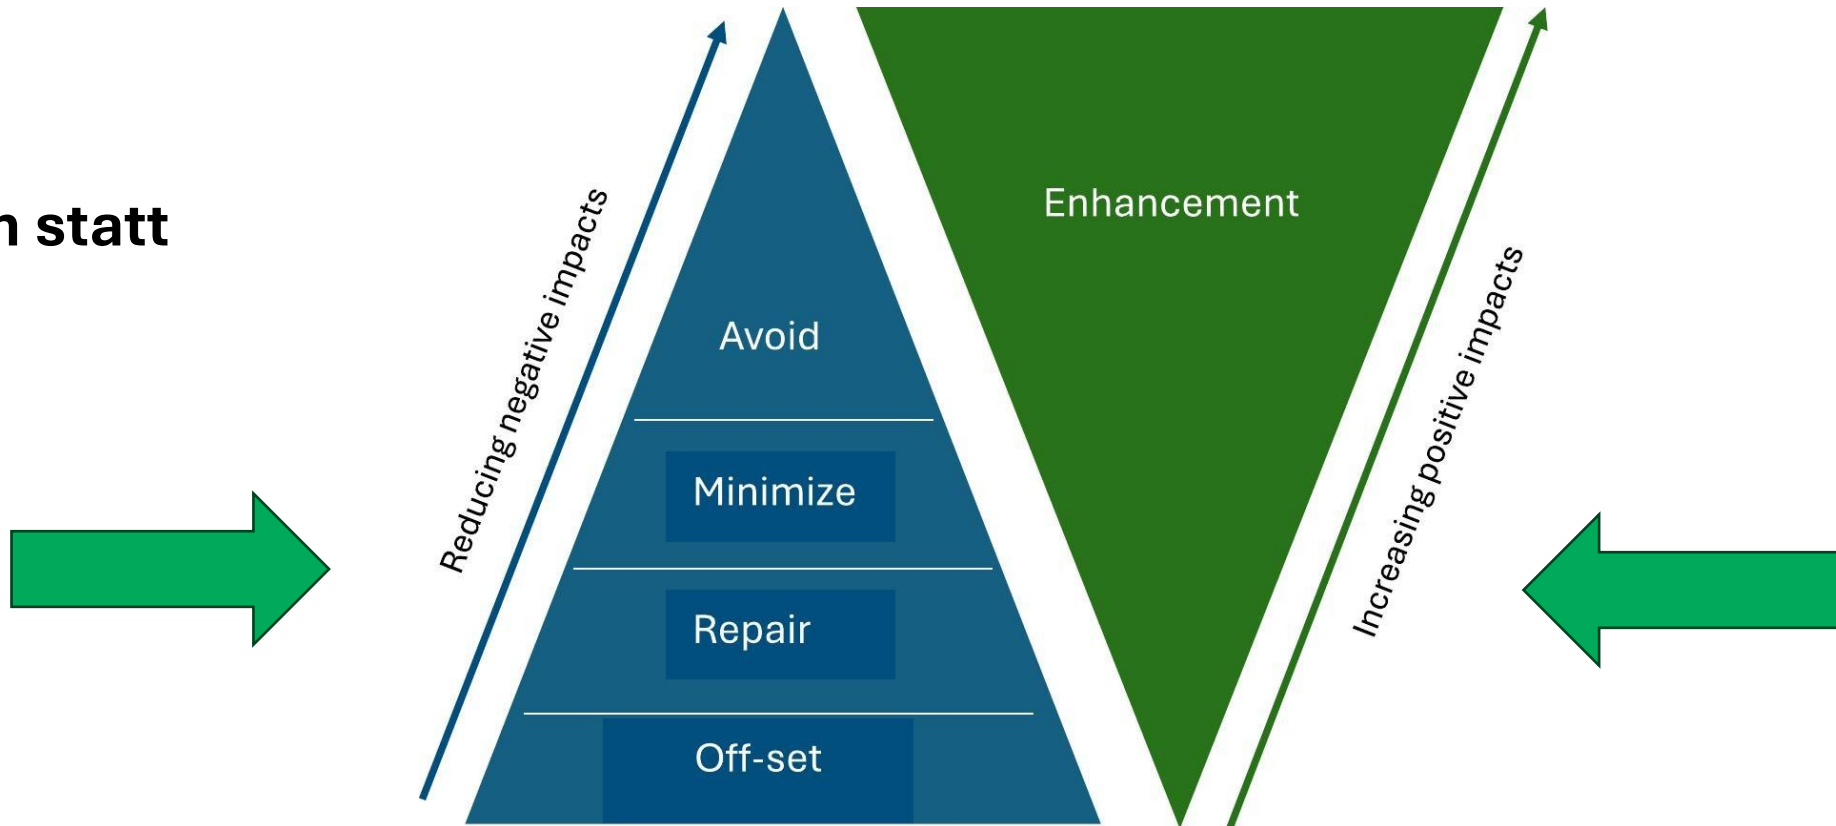 n statt
Reducing negative impacts
Avoid
Minimize
Repair
Off-set
Enhancement
Increasing positive impacts